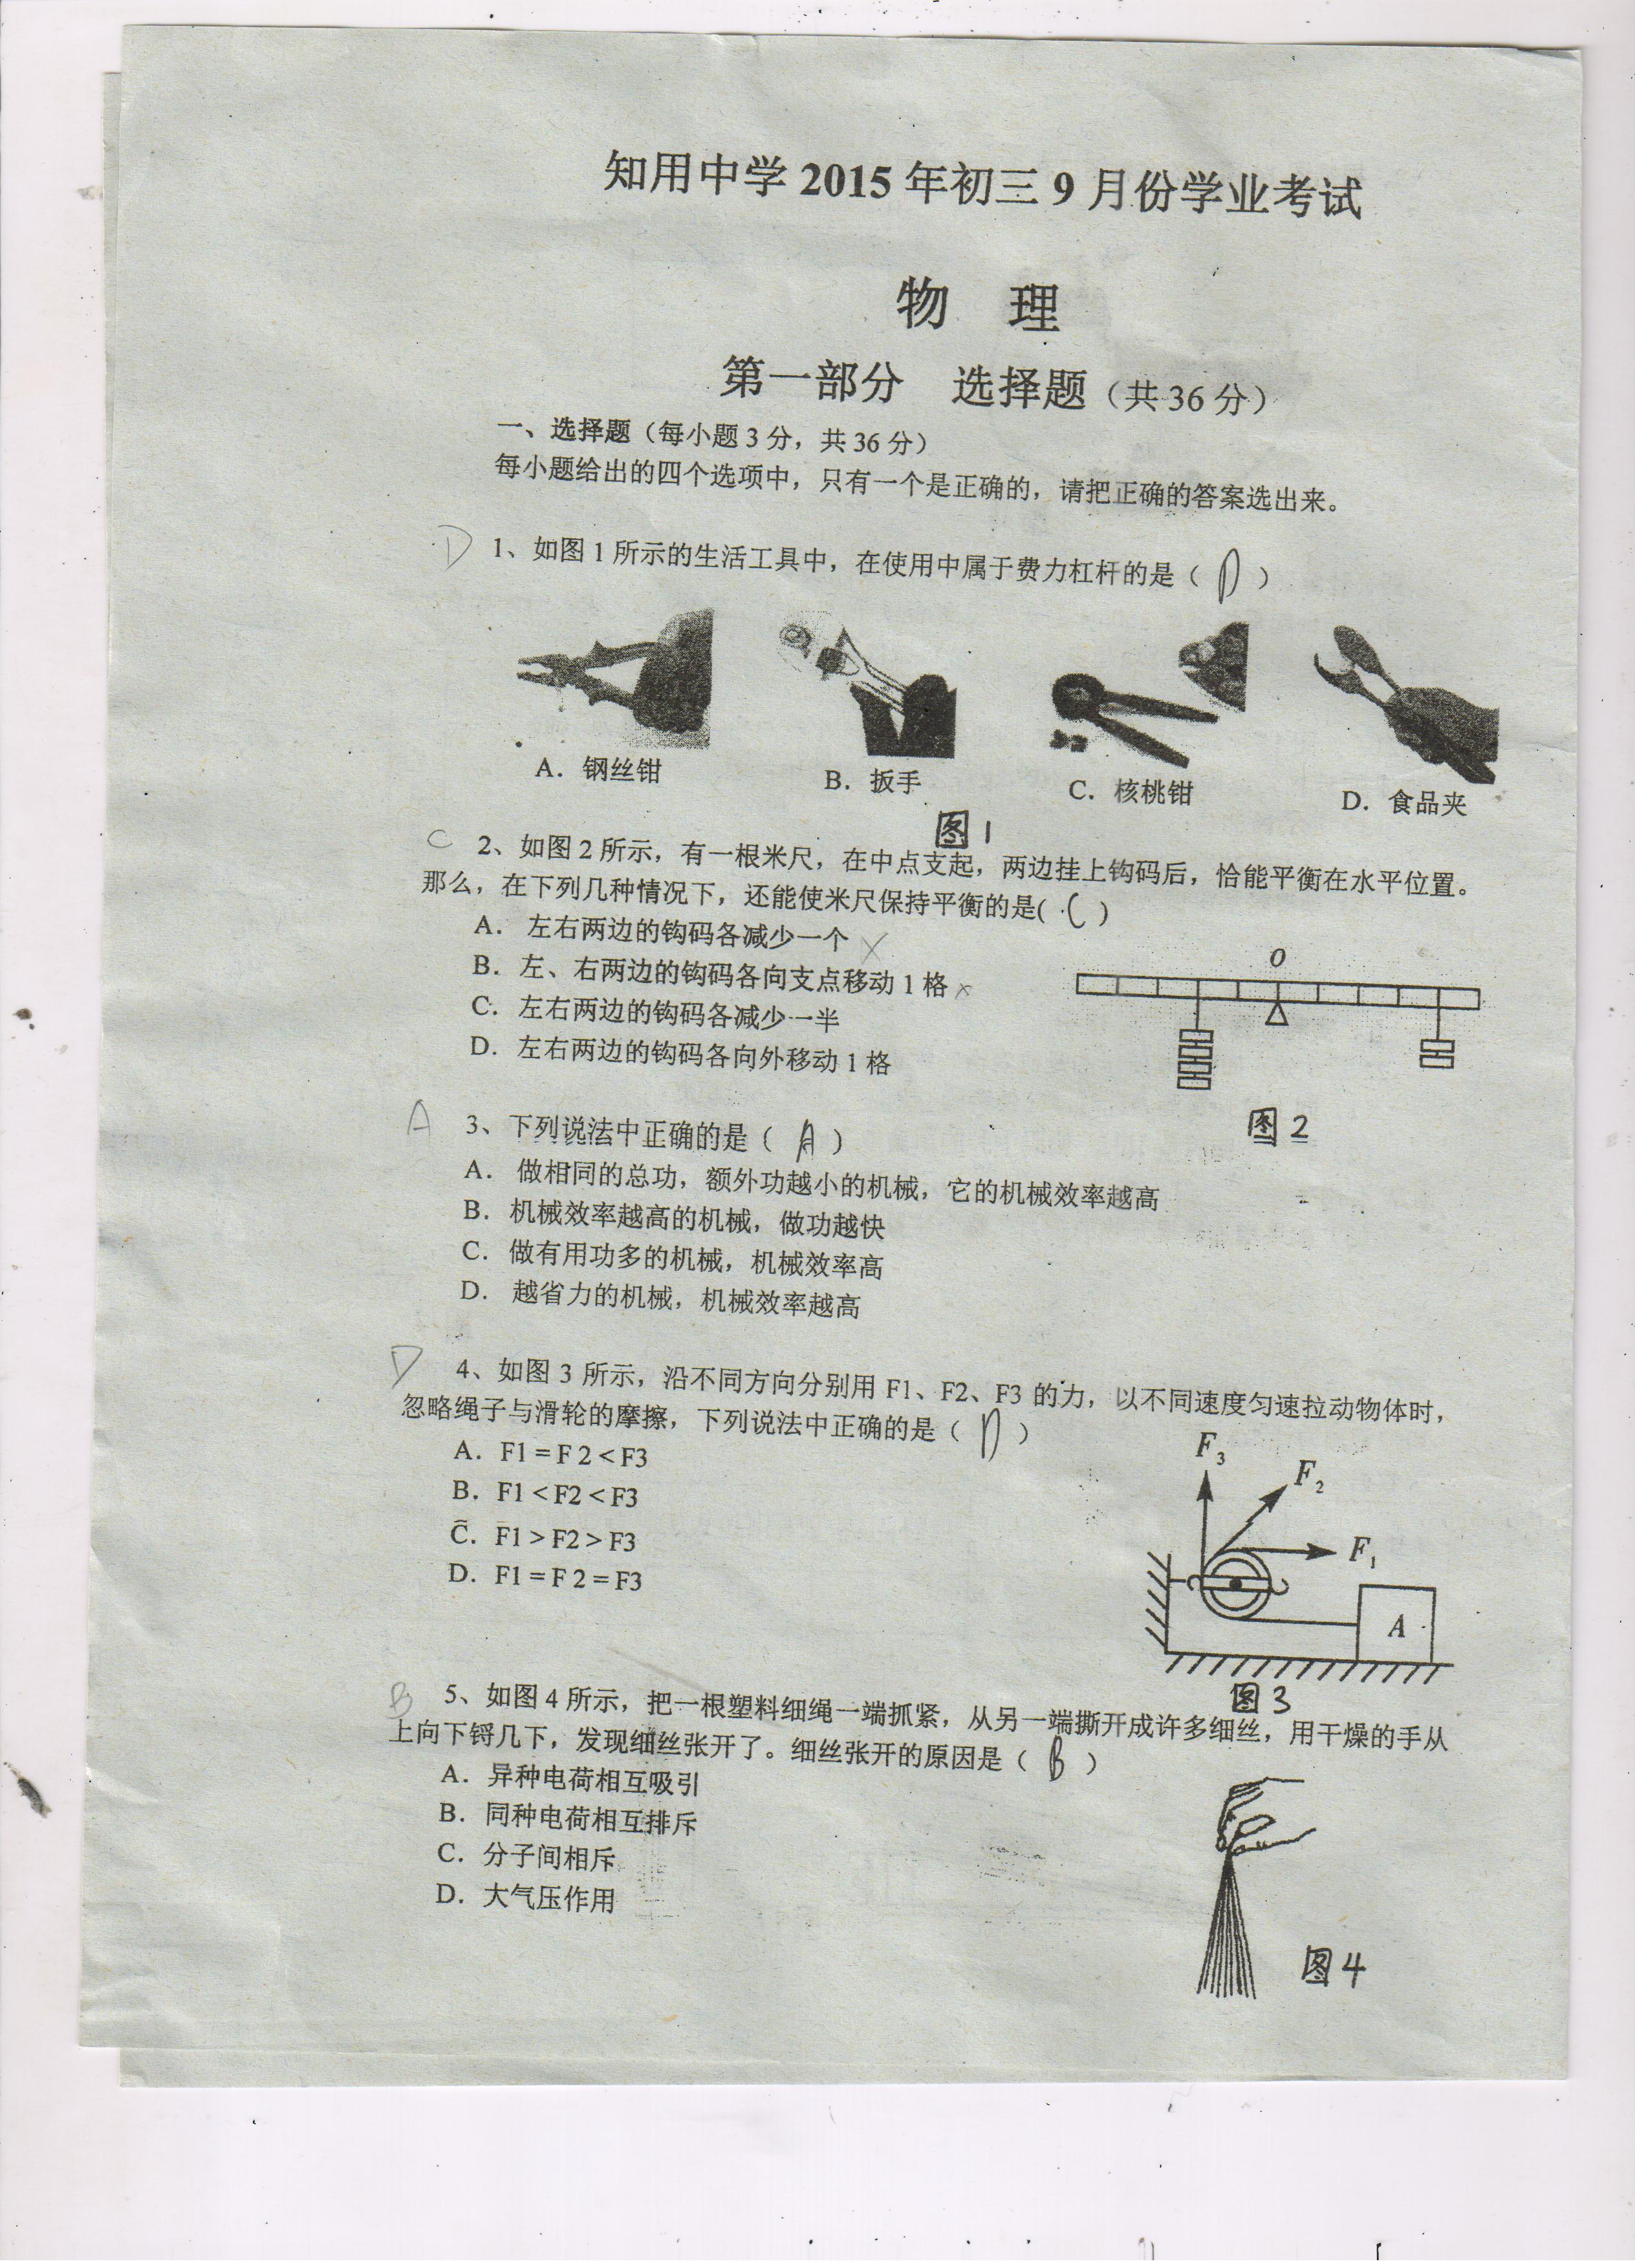 知用中学 2015 年初三 9 月份学业考试
物 理
第一部分 选择题（共 36 分）
一、选择题（每小题 3 分，共 36 分）
每小题给出的四个选项中，只有一个是正确的，请把正确的答案选出来。
D 1、如图 1 所示的生活工具中，在使用中属于费力杠杆的是（ D ）
A．钢丝钳 B．扳手 C．核桃钳 D．食品夹
图1
C 2、如图 2 所示，有一根米尺，在中点支起，两边挂上钩码后，恰能平衡在水平位置。
那么，在下列几种情况下，还能使米尺保持平衡的是( C )
A． 左右两边的钩码各减少一个 ×
B．左、右两边的钩码各向支点移动 1 格 ×
C．左右两边的钩码各减少一半
D．左右两边的钩码各向外移动 1 格
O
图2
A 3、下列说法中正确的是（ A ）
A． 做相同的总功，额外功越小的机械，它的机械效率越高
B．机械效率越高的机械，做功越快
C．做有用功多的机械，机械效率高
D． 越省力的机械，机械效率越高
D 4、如图 3 所示，沿不同方向分别用 F1、F2、F3 的力，以不同速度匀速拉动物体时，
忽略绳子与滑轮的摩擦，下列说法中正确的是（ D ）
A．F1 = F 2 < F3
B．F1 < F2 < F3
C．F1 > F2 > F3
D．F1 = F 2 = F3
F3
F2
F1
A
图3
B 5、如图 4 所示，把一根塑料细绳一端抓紧，从另一端撕开成许多细丝，用干燥的手从
上向下锊几下，发现细丝张开了。细丝张开的原因是（ B ）
A．异种电荷相互吸引
B．同种电荷相互排斥
C．分子间相斥
D．大气压作用
图4